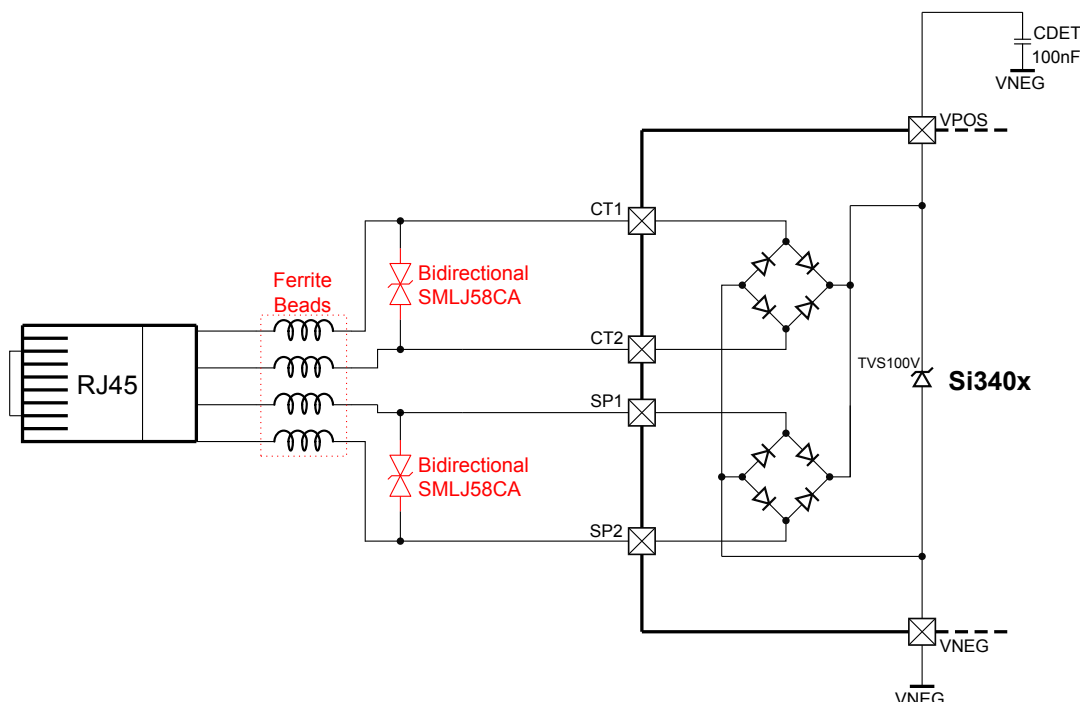 CDET
100nF
VNEG
VPOS
CT1
Ferrite
Beads
Bidirectional
SMLJ58CA
CT2
RJ45
TVS100V
Si340x
SP1
Bidirectional
SMLJ58CA
SP2
VNEG
VNEG